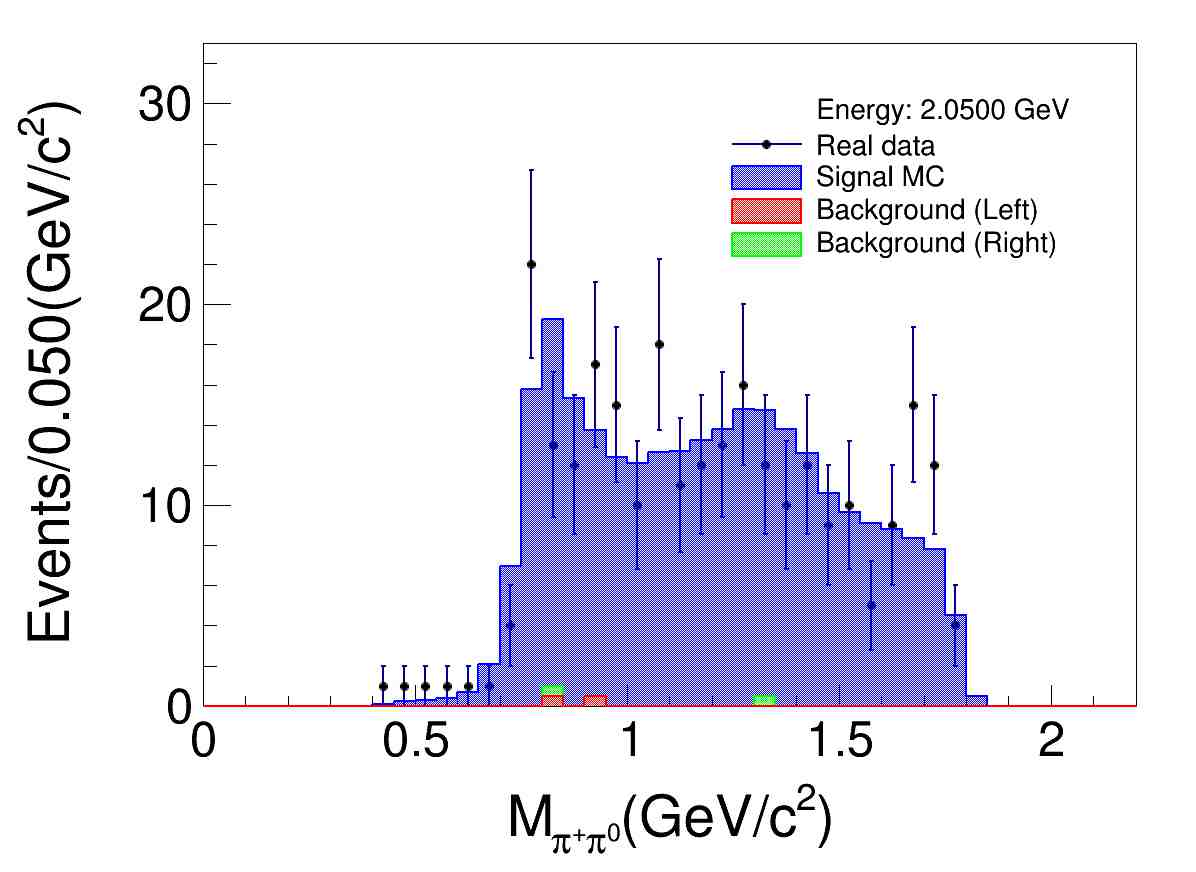 Events/0.050(GeV/c²)
30
20
10
0
Energy: 2.0500 GeV
Real data
Signal MC
Background (Left)
Background (Right)
0 0.5 1 1.5 2
Mπ⁺π⁰(GeV/c²)